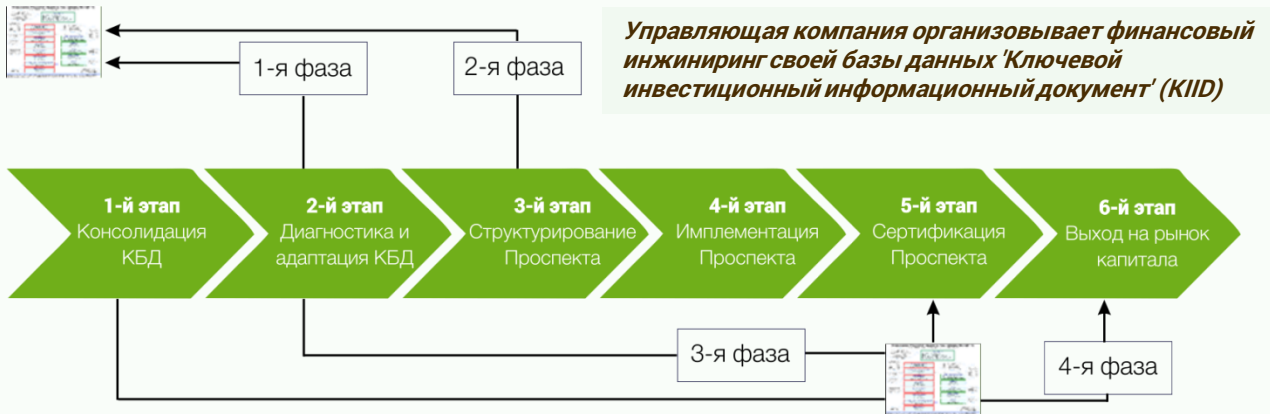 Управляющая компания организовывает финансовый
инжиниринг своей базы данных 'Ключевой
инвестиционный информационный документ' (KIID)
1-я фаза
2-я фаза
1-й этап
Консолидация
КБД
2-й этап
Диагностика и
адаптация КБД
3-й этап
Структурирование
Проспекта
4-й этап
Имплементация
Проспекта
5-й этап
Сертификация
Проспекта
6-й этап
Выход на рынок
капитала
3-я фаза
4-я фаза